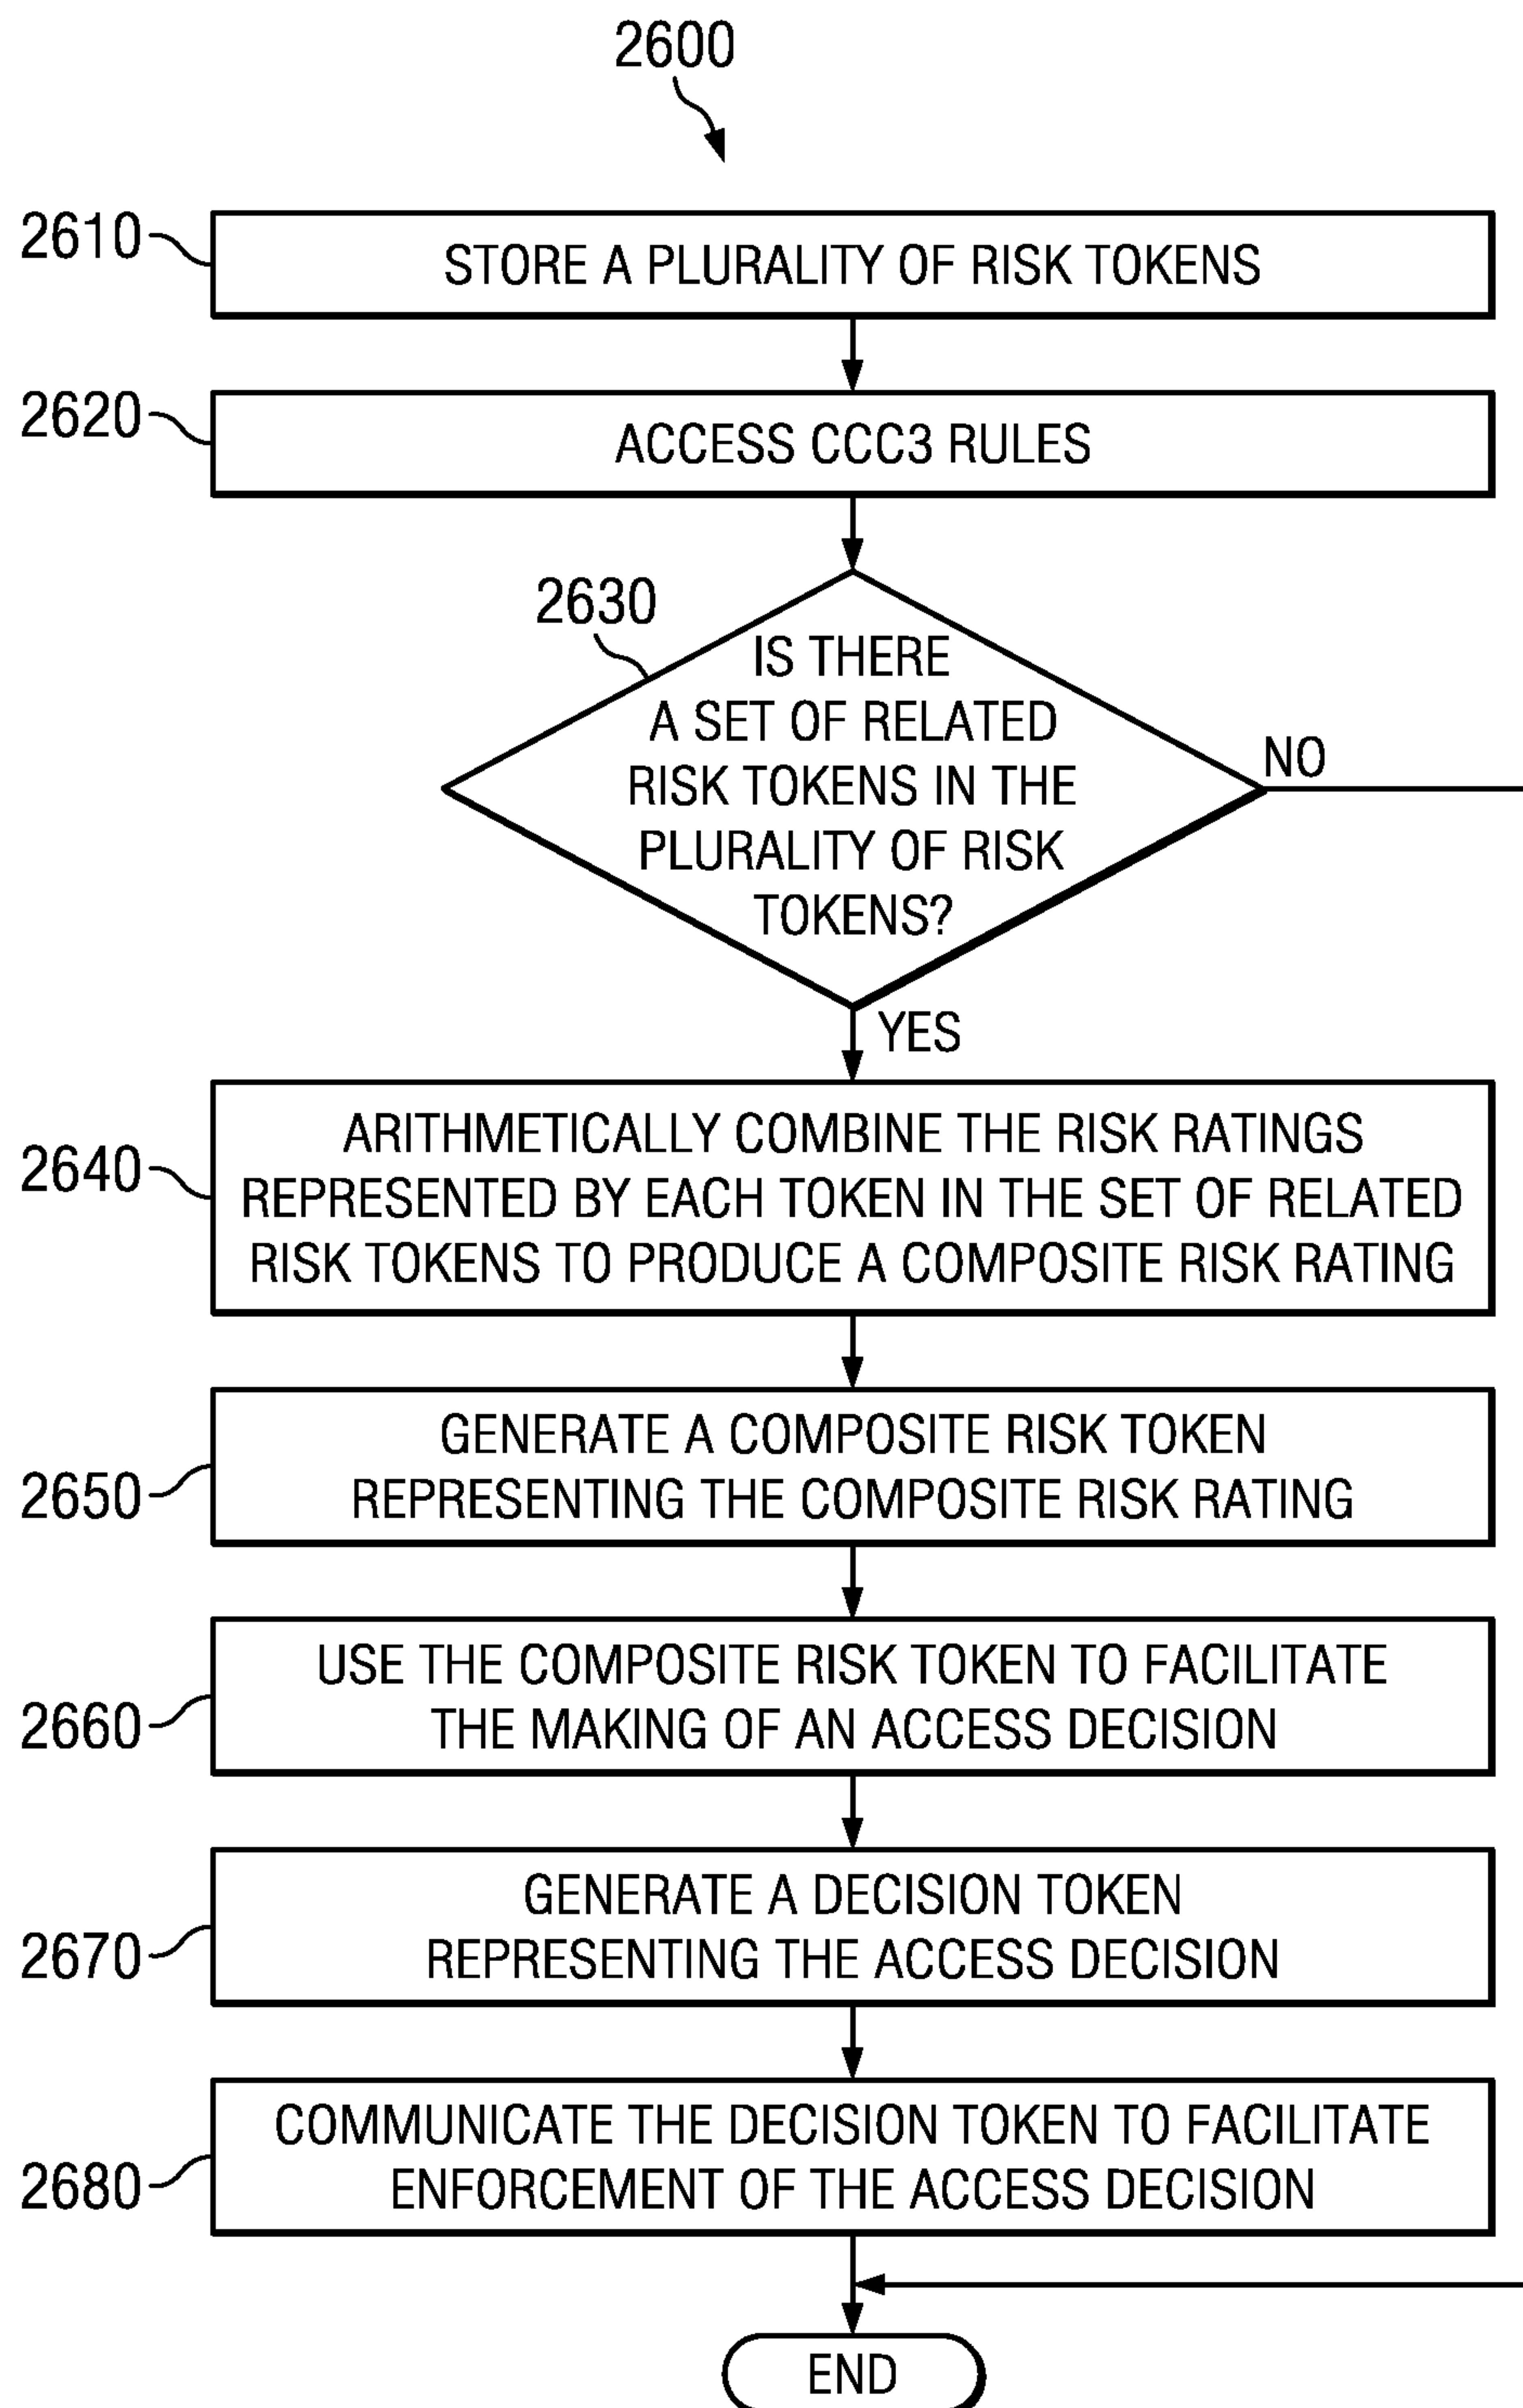 2600
2610
STORE A PLURALITY OF RISK TOKENS
2620
ACCESS CCC3 RULES
2630
IS THERE
A SET OF RELATED
RISK TOKENS IN THE
PLURALITY OF RISK
TOKENS?
NO
YES
2640
ARITHMETICALLY COMBINE THE RISK RATINGS
REPRESENTED BY EACH TOKEN IN THE SET OF RELATED
RISK TOKENS TO PRODUCE A COMPOSITE RISK RATING
2650
GENERATE A COMPOSITE RISK TOKEN
REPRESENTING THE COMPOSITE RISK RATING
2660
USE THE COMPOSITE RISK TOKEN TO FACILITATE
THE MAKING OF AN ACCESS DECISION
2670
GENERATE A DECISION TOKEN
REPRESENTING THE ACCESS DECISION
2680
COMMUNICATE THE DECISION TOKEN TO FACILITATE
ENFORCEMENT OF THE ACCESS DECISION
END